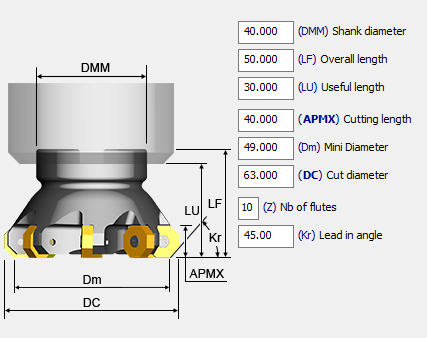 DMM
LF
LU
Kr
APMX
Dm
DC
40.000 (DMM) Shank diameter
50.000 (LF) Overall length
30.000 (LU) Useful length
40.000 (APMX) Cutting length
49.000 (Dm) Mini Diameter
63.000 (DC) Cut diameter
10 (Z) Nb of flutes
45.00 (Kr) Lead in angle